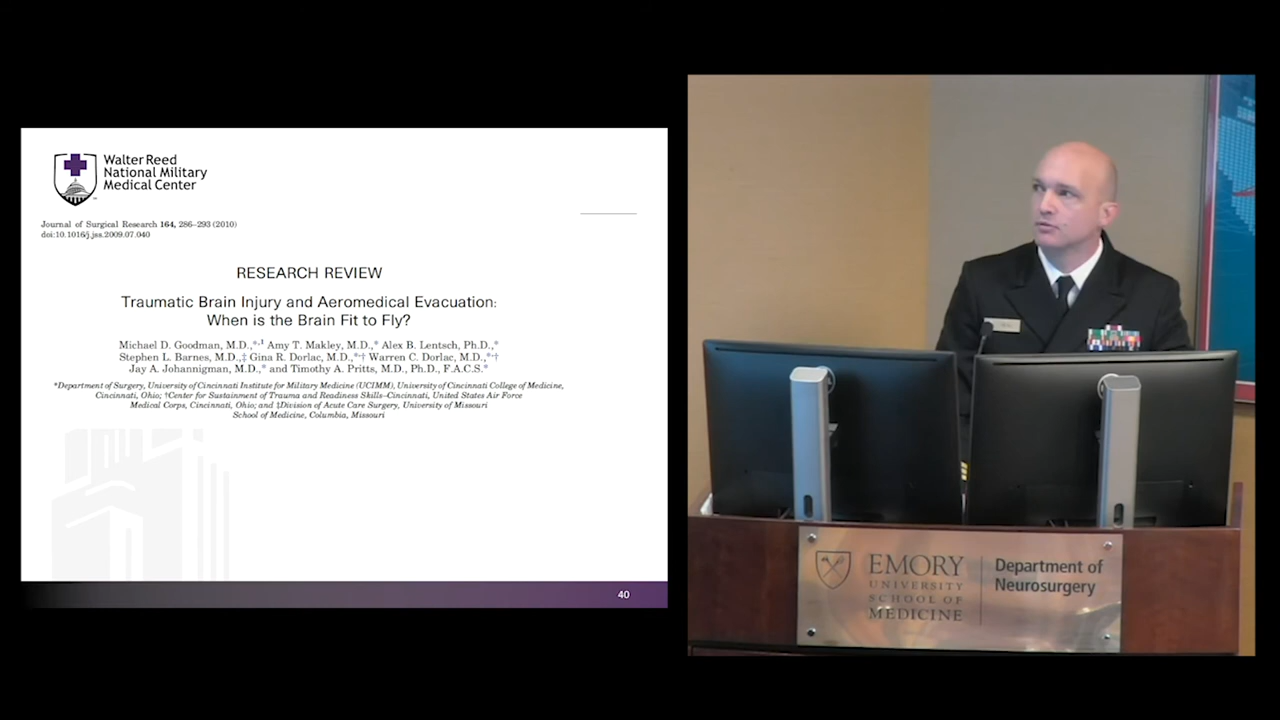 Walter Reed
National Military
Medical Center
Journal of Surgical Research 164, 286–293 (2010)
doi:10.1016/j.jss.2009.07.040
RESEARCH REVIEW
Traumatic Brain Injury and Aeromedical Evacuation:
When is the Brain Fit to Fly?
Michael D. Goodman, M.D.,*,1 Amy T. Makley, M.D.,* Alex B. Lentsch, Ph.D.,*
Stephen L. Barnes, M.D.,‡ Gina R. Dorlac, M.D.,*,† Warren C. Dorlac, M.D.,*,†
Jay A. Johannigman, M.D.,* and Timothy A. Pritts, M.D., Ph.D., F.A.C.S.*
*Department of Surgery, University of Cincinnati Institute for Military Medicine (UCIMM), University of Cincinnati College of Medicine,
Cincinnati, Ohio; †Center for Sustainment of Trauma and Readiness Skills–Cincinnati, United States Air Force
Medical Corps, Cincinnati, Ohio; and ‡Division of Acute Care Surgery, University of Missouri
School of Medicine, Columbia, Missouri
40
EMORY
UNIVERSITY
SCHOOL OF
MEDICINE
Department of
Neurosurgery